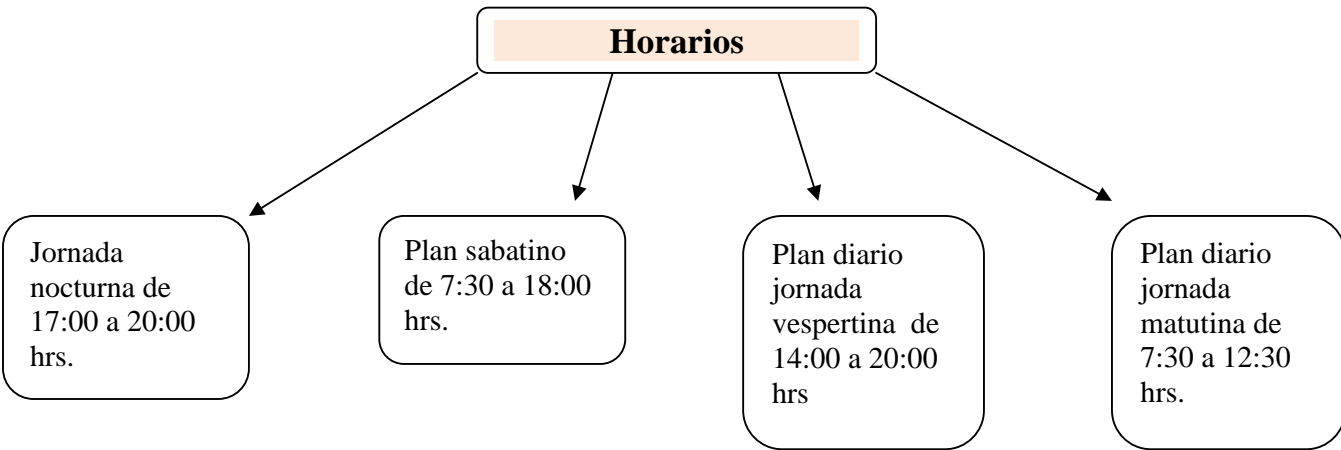 Horarios
Jornada
nocturna de
17:00 a 20:00
hrs.
Plan sabatino
de 7:30 a 18:00
hrs.
Plan diario
jornada
vespertina  de
14:00 a 20:00
hrs
Plan diario
jornada
matutina de
7:30 a 12:30
hrs.